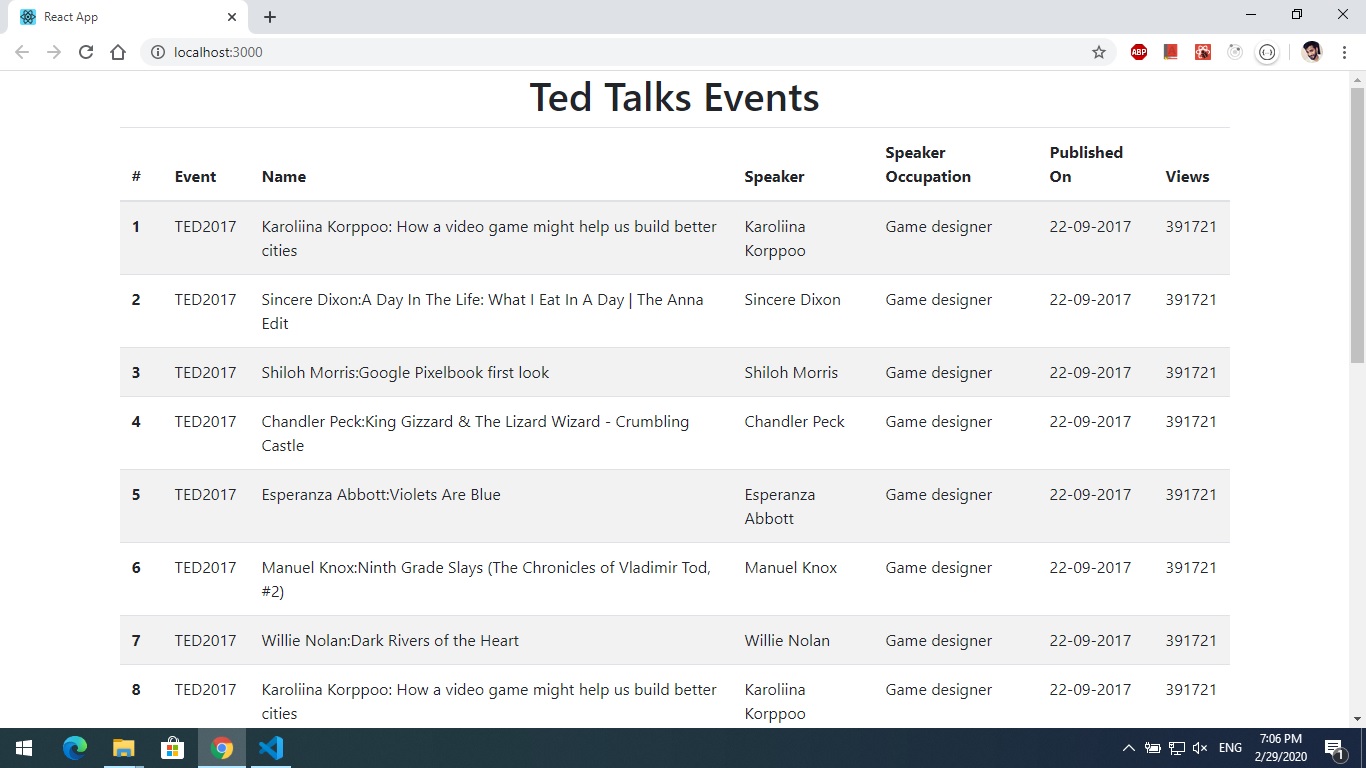 React App
localhost:3000
ABP
Ted Talks Events
# Event Name Speaker Speaker Occupation Published On Views
1 TED2017 Karoliina Korppoo: How a video game might help us build better cities Karoliina Korppoo Game designer 22-09-2017 391721
2 TED2017 Sincere Dixon:A Day In The Life: What I Eat In A Day | The Anna Edit Sincere Dixon Game designer 22-09-2017 391721
3 TED2017 Shiloh Morris:Google Pixelbook first look Shiloh Morris Game designer 22-09-2017 391721
4 TED2017 Chandler Peck:King Gizzard & The Lizard Wizard - Crumbling Castle Chandler Peck Game designer 22-09-2017 391721
5 TED2017 Esperanza Abbott:Violets Are Blue Esperanza Abbott Game designer 22-09-2017 391721
6 TED2017 Manuel Knox:Ninth Grade Slays (The Chronicles of Vladimir Tod, #2) Manuel Knox Game designer 22-09-2017 391721
7 TED2017 Willie Nolan:Dark Rivers of the Heart Willie Nolan Game designer 22-09-2017 391721
8 TED2017 Karoliina Korppoo: How a video game might help us build better cities Karoliina Korppoo Game designer 22-09-2017 391721
ENG
7:06 PM
2/29/2020
1